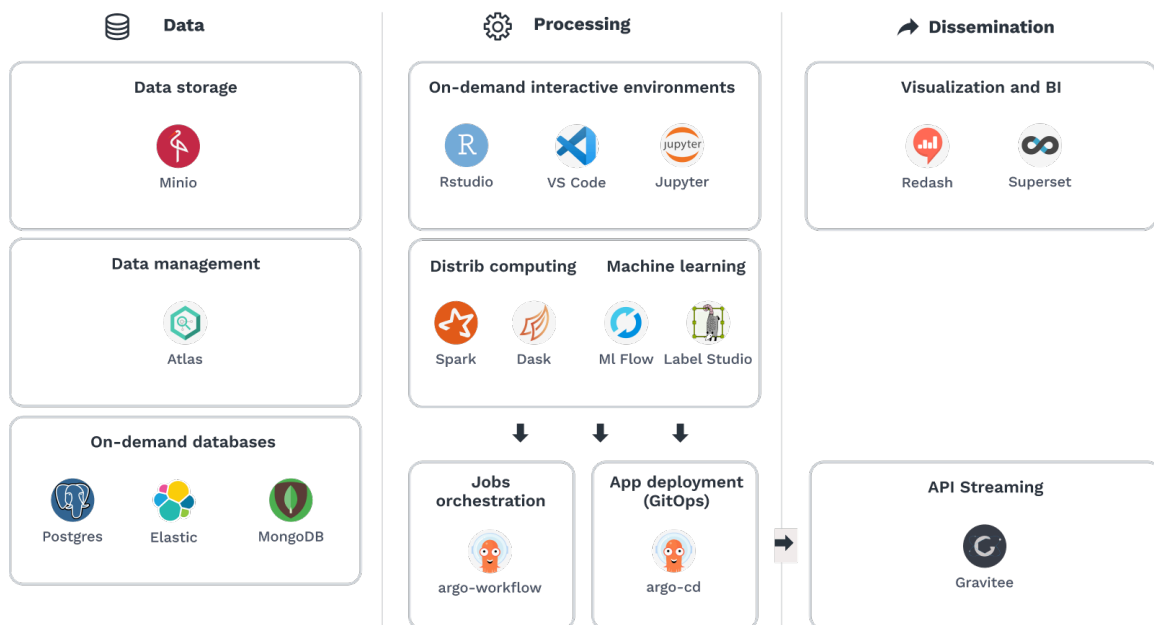 Data
Data storage
Minio
Data management
Atlas
On-demand databases
Postgres
Elastic
MongoDB
Processing
On-demand interactive environments
R
Rstudio
VS Code
jupyter
Jupyter
Distrib computing
Machine learning
Spark
Dask
Ml Flow
Label Studio
Jobs
orchestration
argo-workflow
App deployment
(GitOps)
argo-cd
Dissemination
Visualization and BI
Redash
Superset
API Streaming
Gravitee